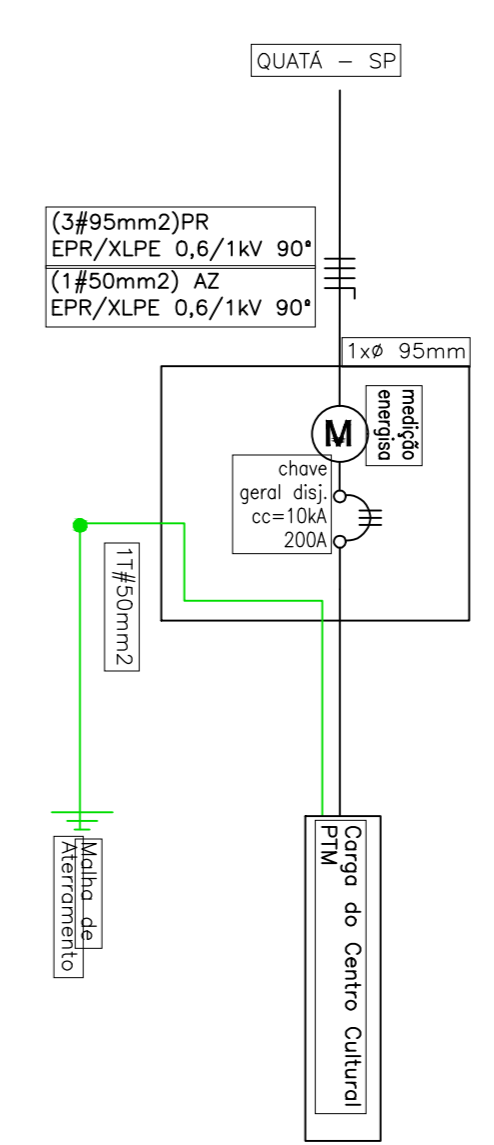 QUATÁ – SP
(3#95mm2)PR
EPR/XLPE 0,6/1kV 90°
(1#50mm2) AZ
EPR/XLPE 0,6/1kV 90°
1xø 95mm
medição
energisa
M
chave
geral disj.
cc=10kA
200A
1T#50mm2
Malha de
Aterramento
Carga do Centro Cultural
PTM